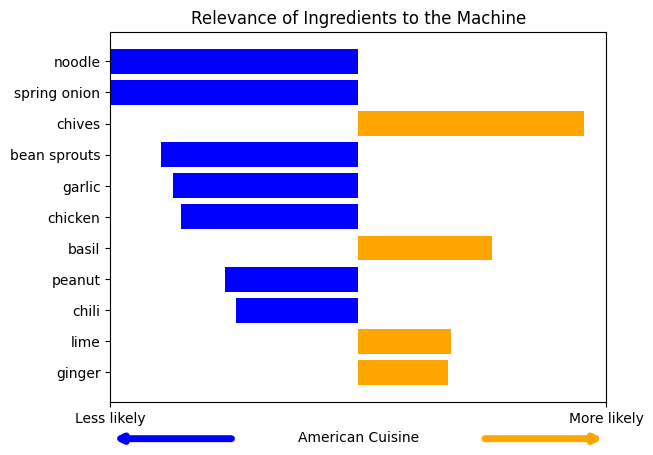 Relevance of Ingredients to the Machine
noodle
spring onion
chives
bean sprouts
garlic
chicken
basil
peanut
chili
lime
ginger
Less likely
More likely
American Cuisine